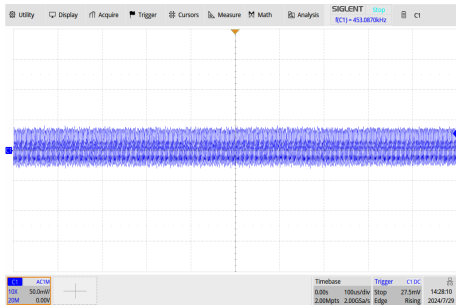 Utility Display Acquire Trigger Cursors Measure Math Analysis SIGLENT Stop C1
f(C1) = 453.0870kHz
C1 AC1M Timebase Trigger C1 DC
10X 50.0mV/ 0.00s 100us/div Stop 27.5mV 14:28:10
20M 0.00V 2.00Mpts 2.00GSa/s Edge Rising 2024/7/29